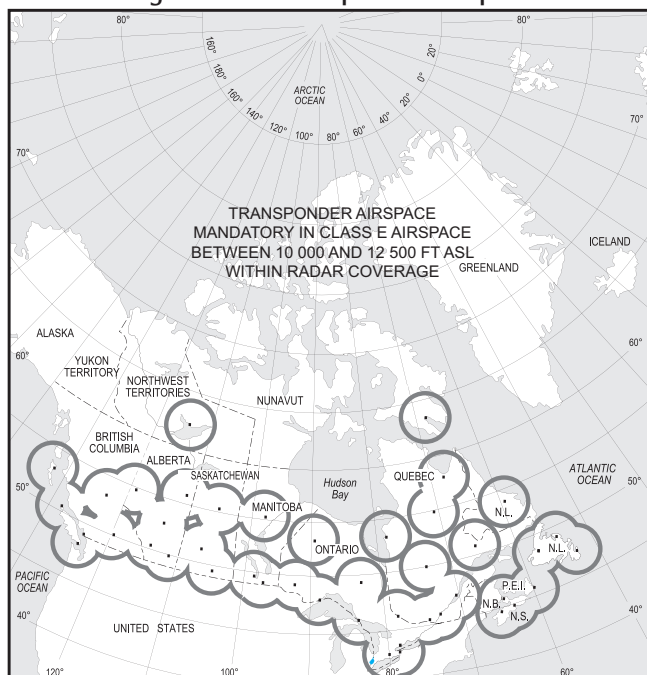 80°
80°
160°
180°
160°
140°
120°
100°
80°
60°
40°
20°
0°
20°
ARCTIC
OCEAN
70°
70°
TRANSPONDER AIRSPACE
MANDATORY IN CLASS E AIRSPACE
BETWEEN 10 000 AND 12 500 FT ASL
WITHIN RADAR COVERAGE
GREENLAND
ICELAND
ALASKA
60°
60°
YUKON
TERRITORY
NORTHWEST
TERRITORIES
NUNAVUT
BRITISH
COLUMBIA
ALBERTA
SASKATCHEWAN
MANITOBA
Hudson
Bay
QUEBEC
ATLANTIC
OCEAN
50°
50°
N.L.
ONTARIO
N.L.
P.E.I.
N.B.
N.S.
PACIFIC
OCEAN
40°
40°
UNITED STATES
120°
100°
80°
60°